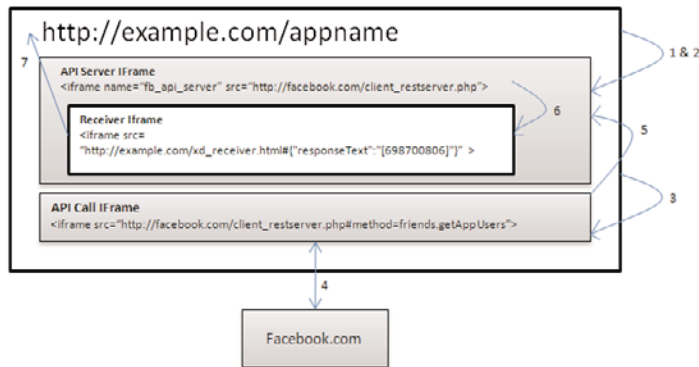 http://example.com/appname
7
1 & 2
API Server IFrame
<iframe name="fb_api_server" src="http://facebook.com/client_restserver.php">
6
Receiver Iframe
<iframe src=
"http://example.com/xd_receiver.html#{"responseText":"[698700806]"}" >
5
3
API Call IFrame
<iframe src="http://facebook.com/client_restserver.php#method=friends.getAppUsers">
4
Facebook.com